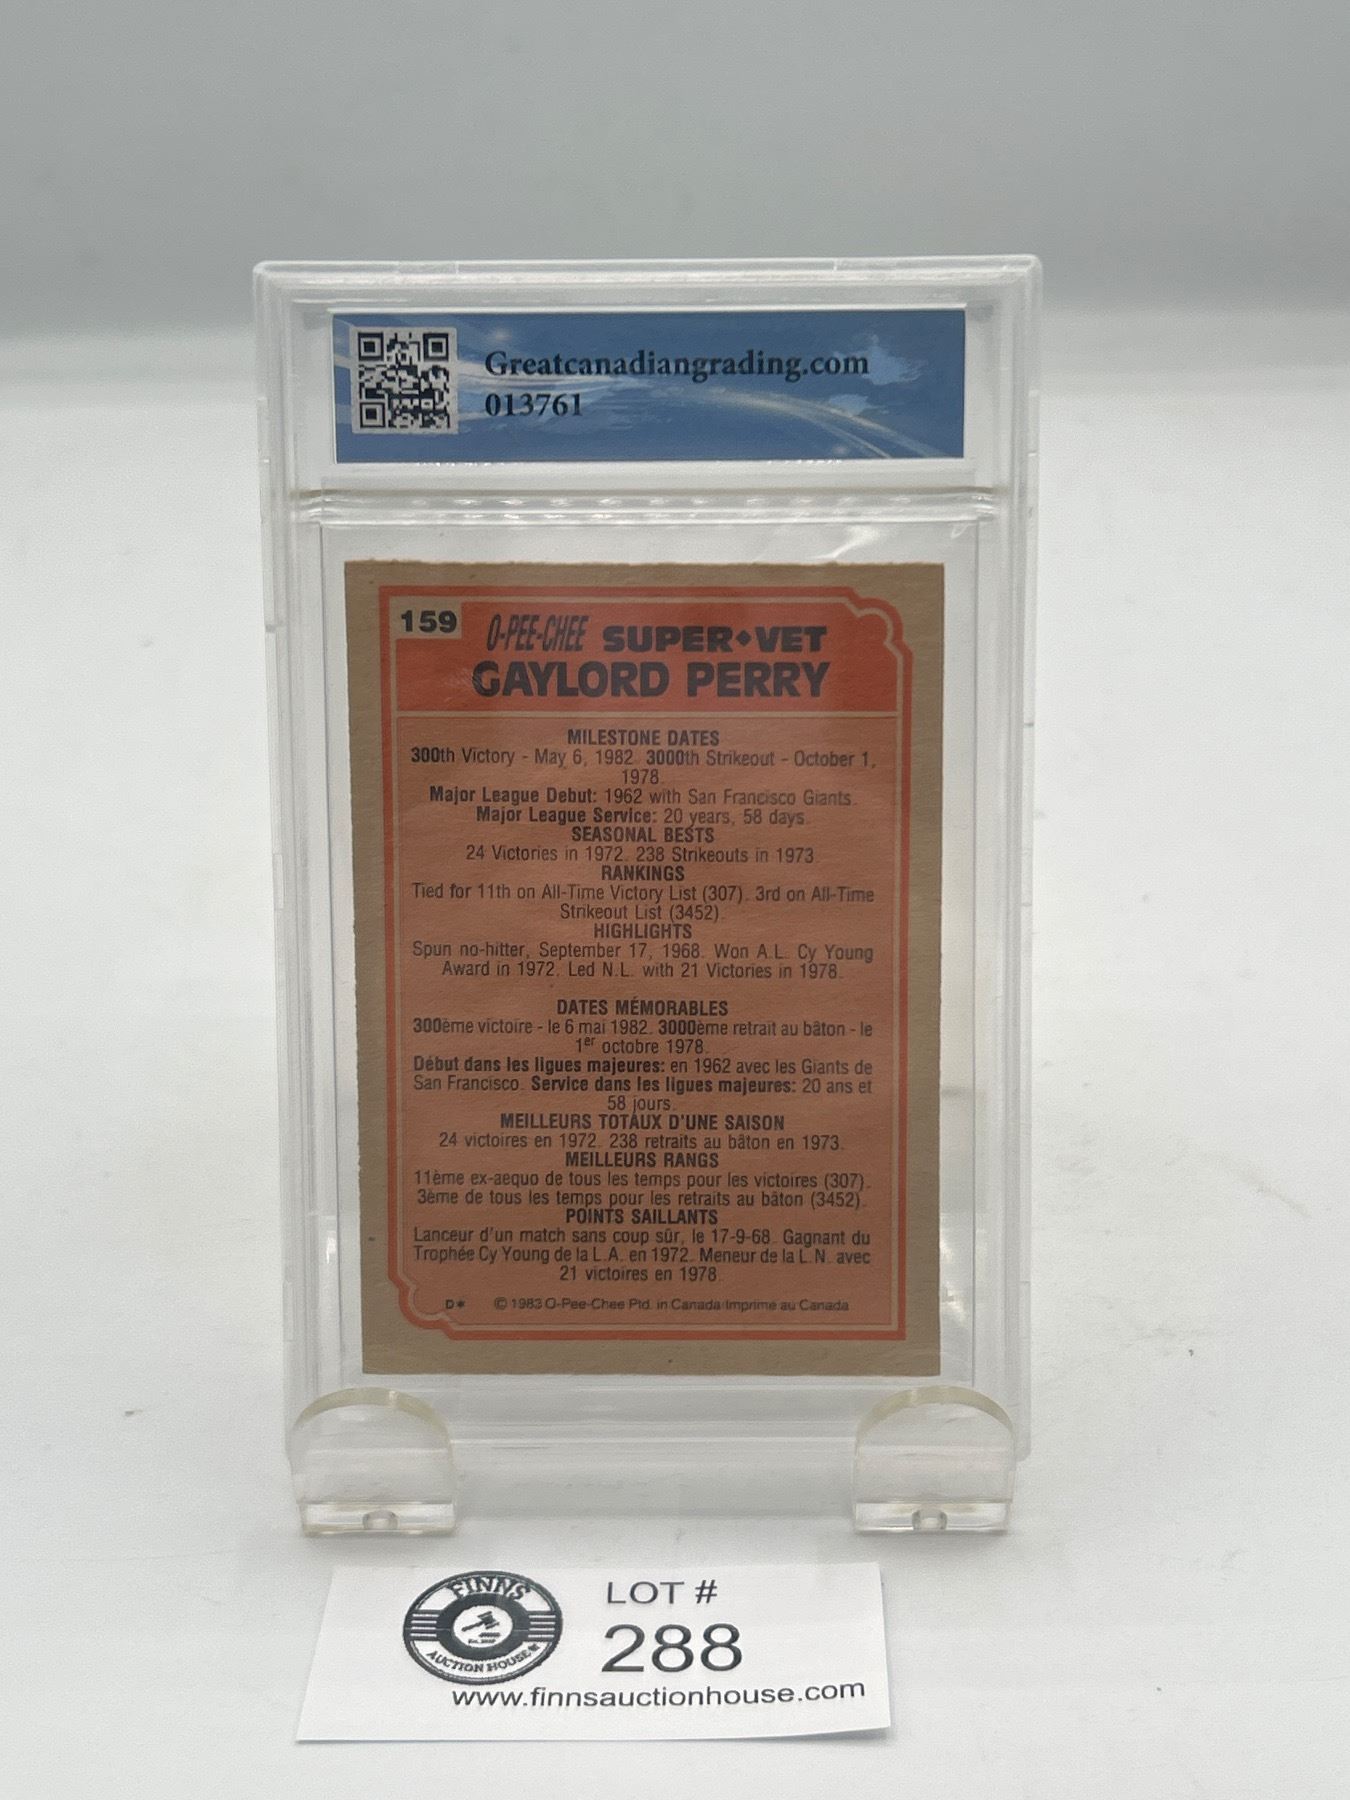 Greatcanadiangrading.com
013761
159
O-PEE-CHEE SUPER◆VET
GAYLORD PERRY
MILESTONE DATES
300th Victory - May 6, 1982. 3000th Strikeout - October 1,
1978.
Major League Debut: 1962 with San Francisco Giants.
Major League Service: 20 years, 58 days.
SEASONAL BESTS
24 Victories in 1972. 238 Strikeouts in 1973.
RANKINGS
Tied for 11th on All-Time Victory List (307). 3rd on All-Time
Strikeout List (3452).
HIGHLIGHTS
Spun no-hitter, September 17, 1968. Won A.L. Cy Young
Award in 1972. Led N.L. with 21 Victories in 1978.
DATES MÉMORABLES
300ème victoire - le 6 mai 1982. 3000ème retrait au bâton - le
1er octobre 1978.
Début dans les ligues majeures: en 1962 avec les Giants de
San Francisco. Service dans les ligues majeures: 20 ans et
58 jours.
MEILLEURS TOTAUX D'UNE SAISON
24 victoires en 1972. 238 retraits au bâton en 1973.
MEILLEURS RANGS
11ème ex-aequo de tous les temps pour les victoires (307).
3ème de tous les temps pour les retraits au bâton (3452).
POINTS SAILLANTS
Lanceur d'un match sans coup sûr, le 17-9-68. Gagnant du
Trophée Cy Young de la L.A. en 1972. Meneur de la L.N. avec
21 victoires en 1978.
D* © 1983 O-Pee-Chee Ptd. in Canada/Imprime au Canada
FINNS
AUCTION HOUSE
LOT #
288
www.finnsauctionhouse.com